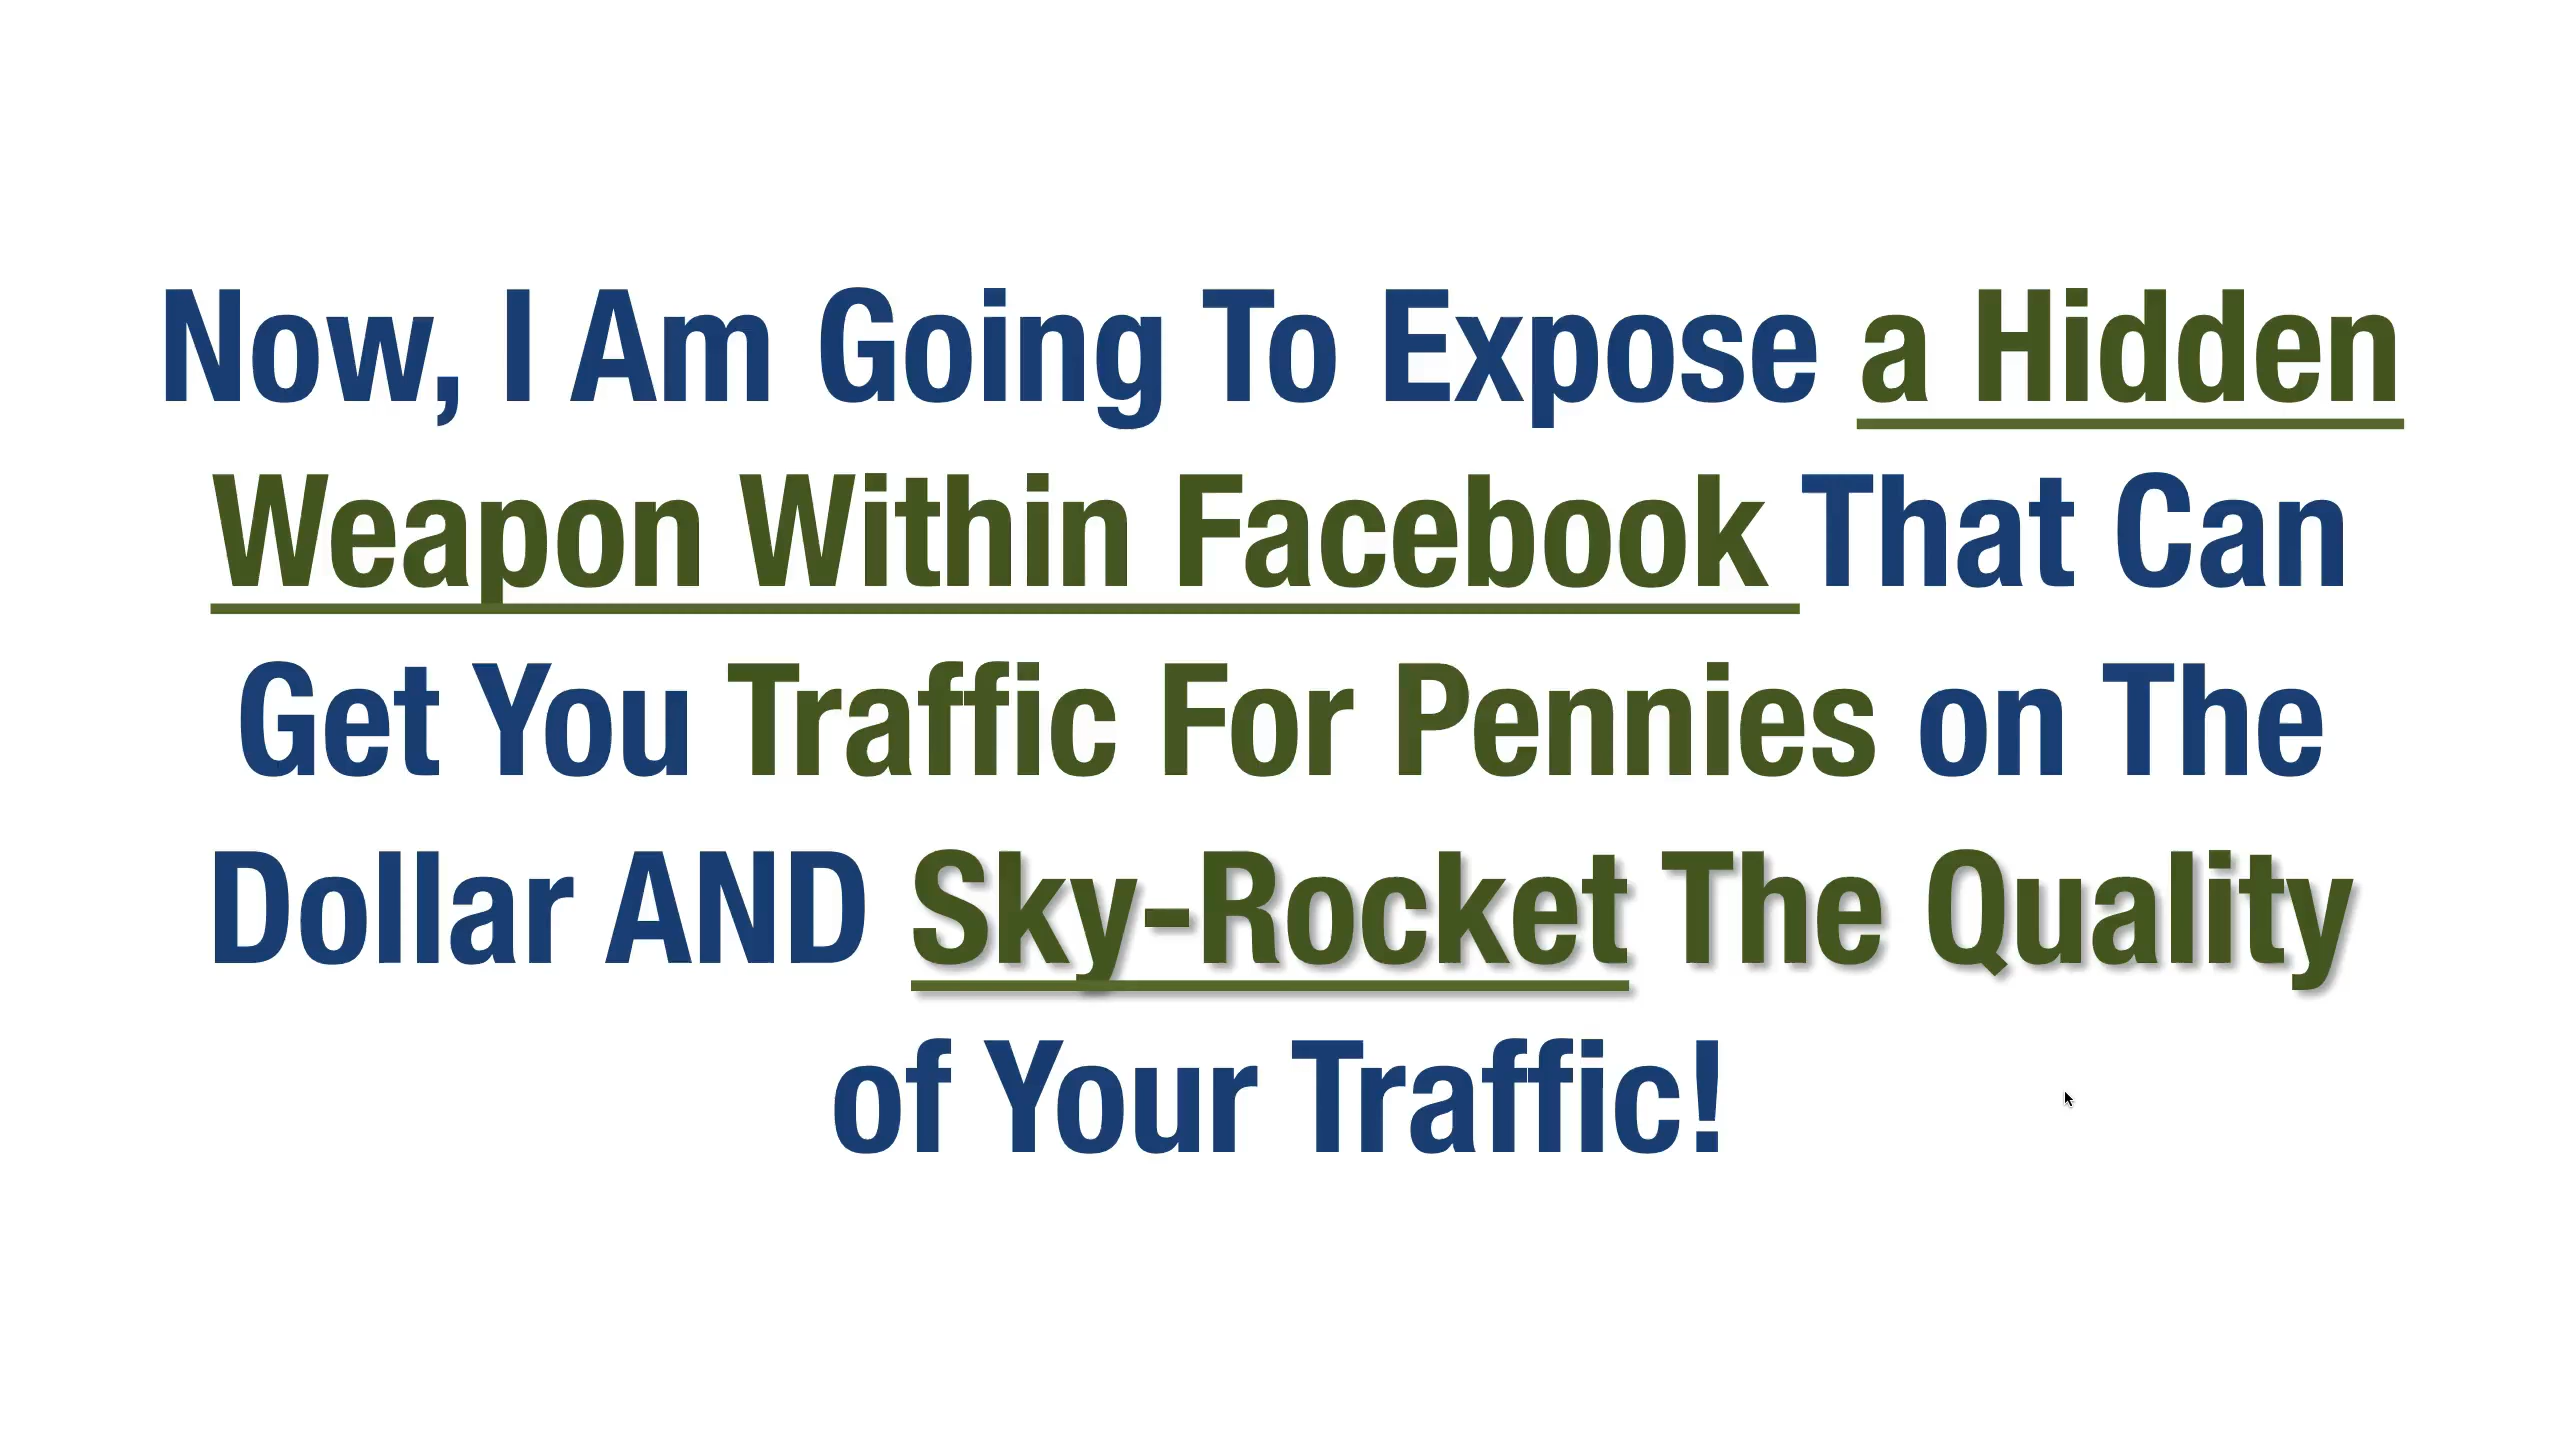 Now, I Am Going To Expose a Hidden
Weapon Within Facebook That Can
Get You Traffic For Pennies on The
Dollar AND Sky-Rocket The Quality
of Your Traffic!